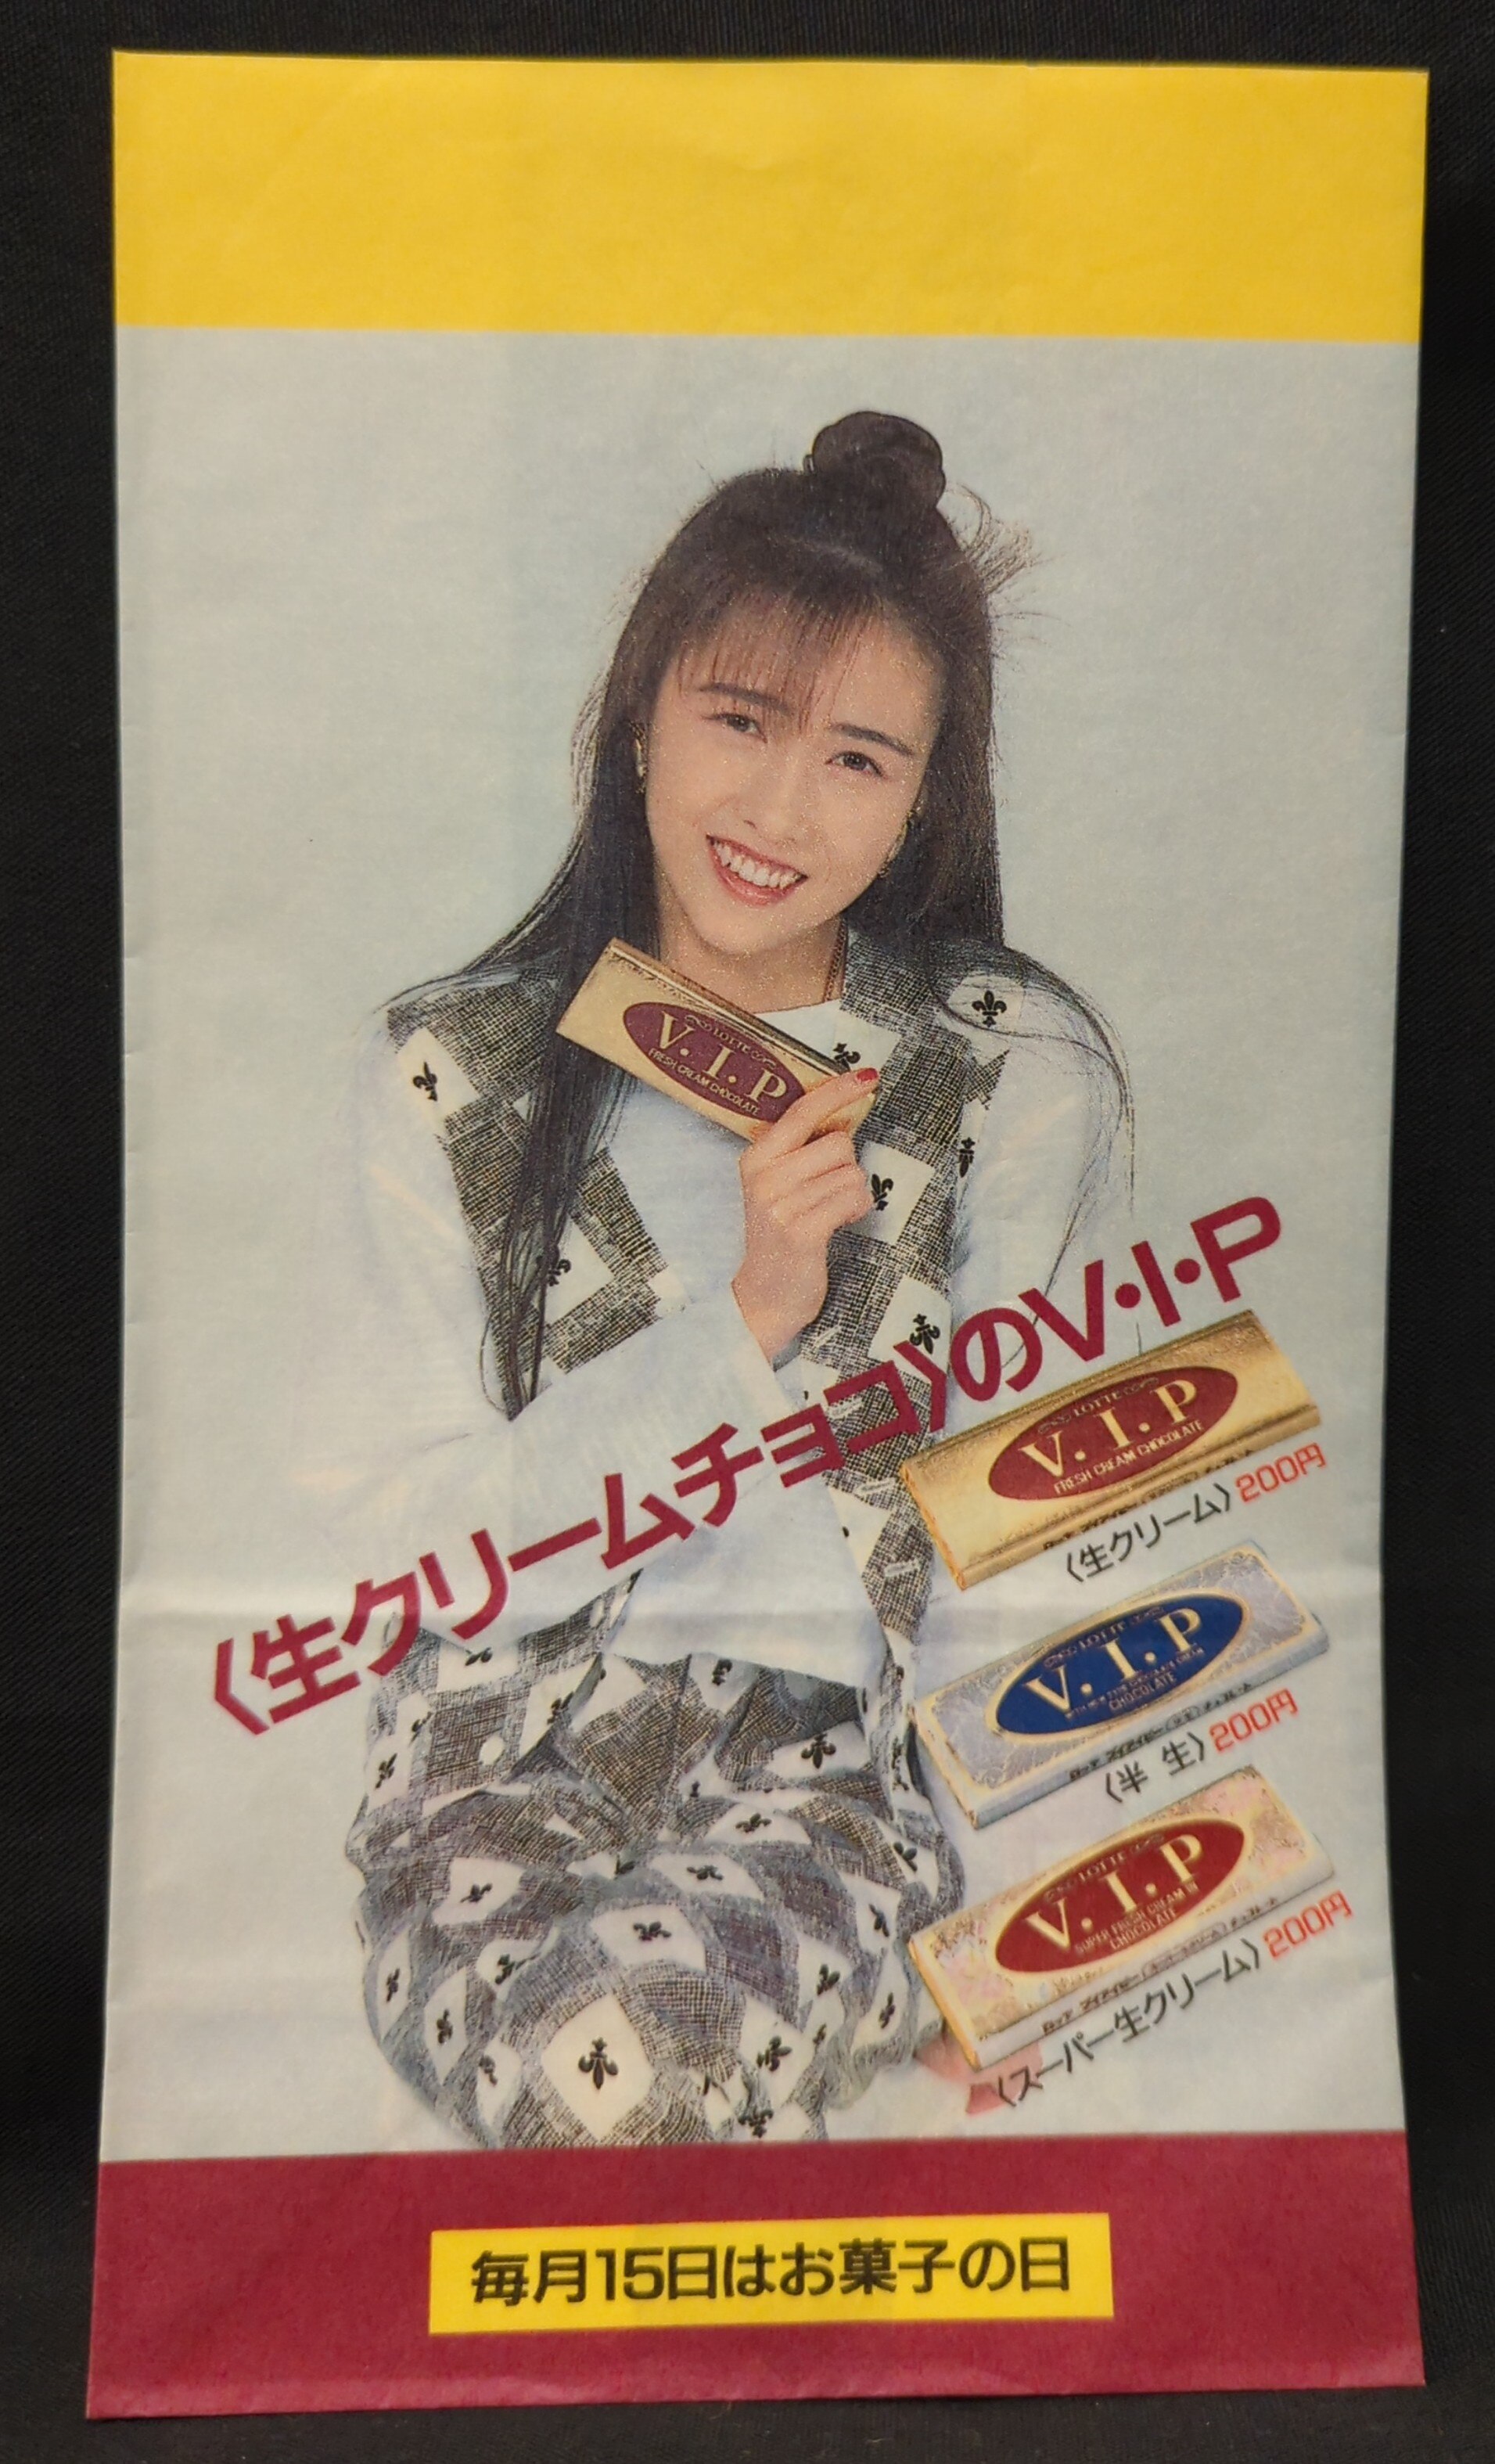 LOTTE
V.I.P
FRESH CREAM CHOCOLATE
〈生クリームチョコ〉のV・I・P
LOTTE
V.I.P
FRESH CREAM CHOCOLATE
〈生クリーム〉200円
LOTTE
V.I.P
CHOCOLATE
〈半 生〉200円
LOTTE
V.I.P
SUPER FRESH CREAM IN
CHOCOLATE
〈スーパー生クリーム〉200円
毎月15日はお菓子の日